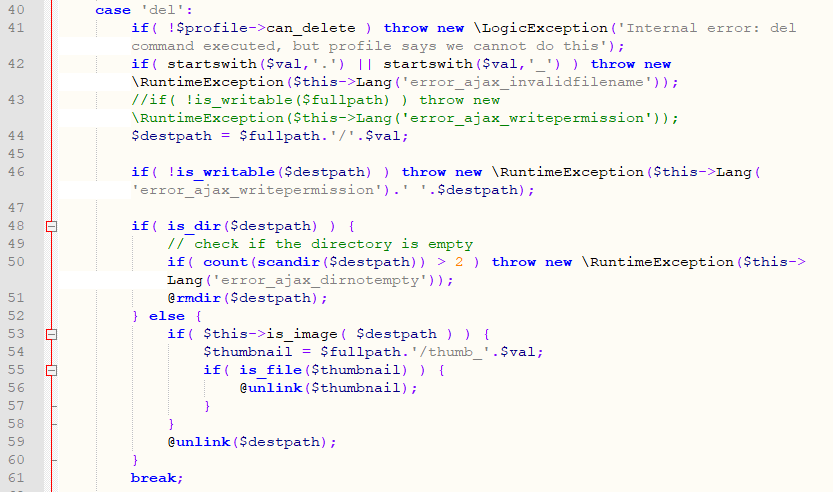 40 case 'del':
41 if( !$profile->can_delete ) throw new \LogicException('Internal error: del
command executed, but profile says we cannot do this');
42 if( startswith($val,'.') || startswith($val,'_') ) throw new
\RuntimeException($this->Lang('error_ajax_invalidfilename'));
43 //if( !is_writable($fullpath) ) throw new
\RuntimeException($this->Lang('error_ajax_writepermission'));
44 $destpath = $fullpath.'/'.$val;
45
46 if( !is_writable($destpath) ) throw new \RuntimeException($this->Lang(
'error_ajax_writepermission').' '.$destpath);
47
48 if( is_dir($destpath) ) {
49 // check if the directory is empty
50 if( count(scandir($destpath)) > 2 ) throw new \RuntimeException($this->
Lang('error_ajax_dirnotempty'));
51 @rmdir($destpath);
52 } else {
53 if( $this->is_image( $destpath ) ) {
54 $thumbnail = $fullpath.'/thumb_'.$val;
55 if( is_file($thumbnail) ) {
56 @unlink($thumbnail);
57 }
58 }
59 @unlink($destpath);
60 }
61 break;